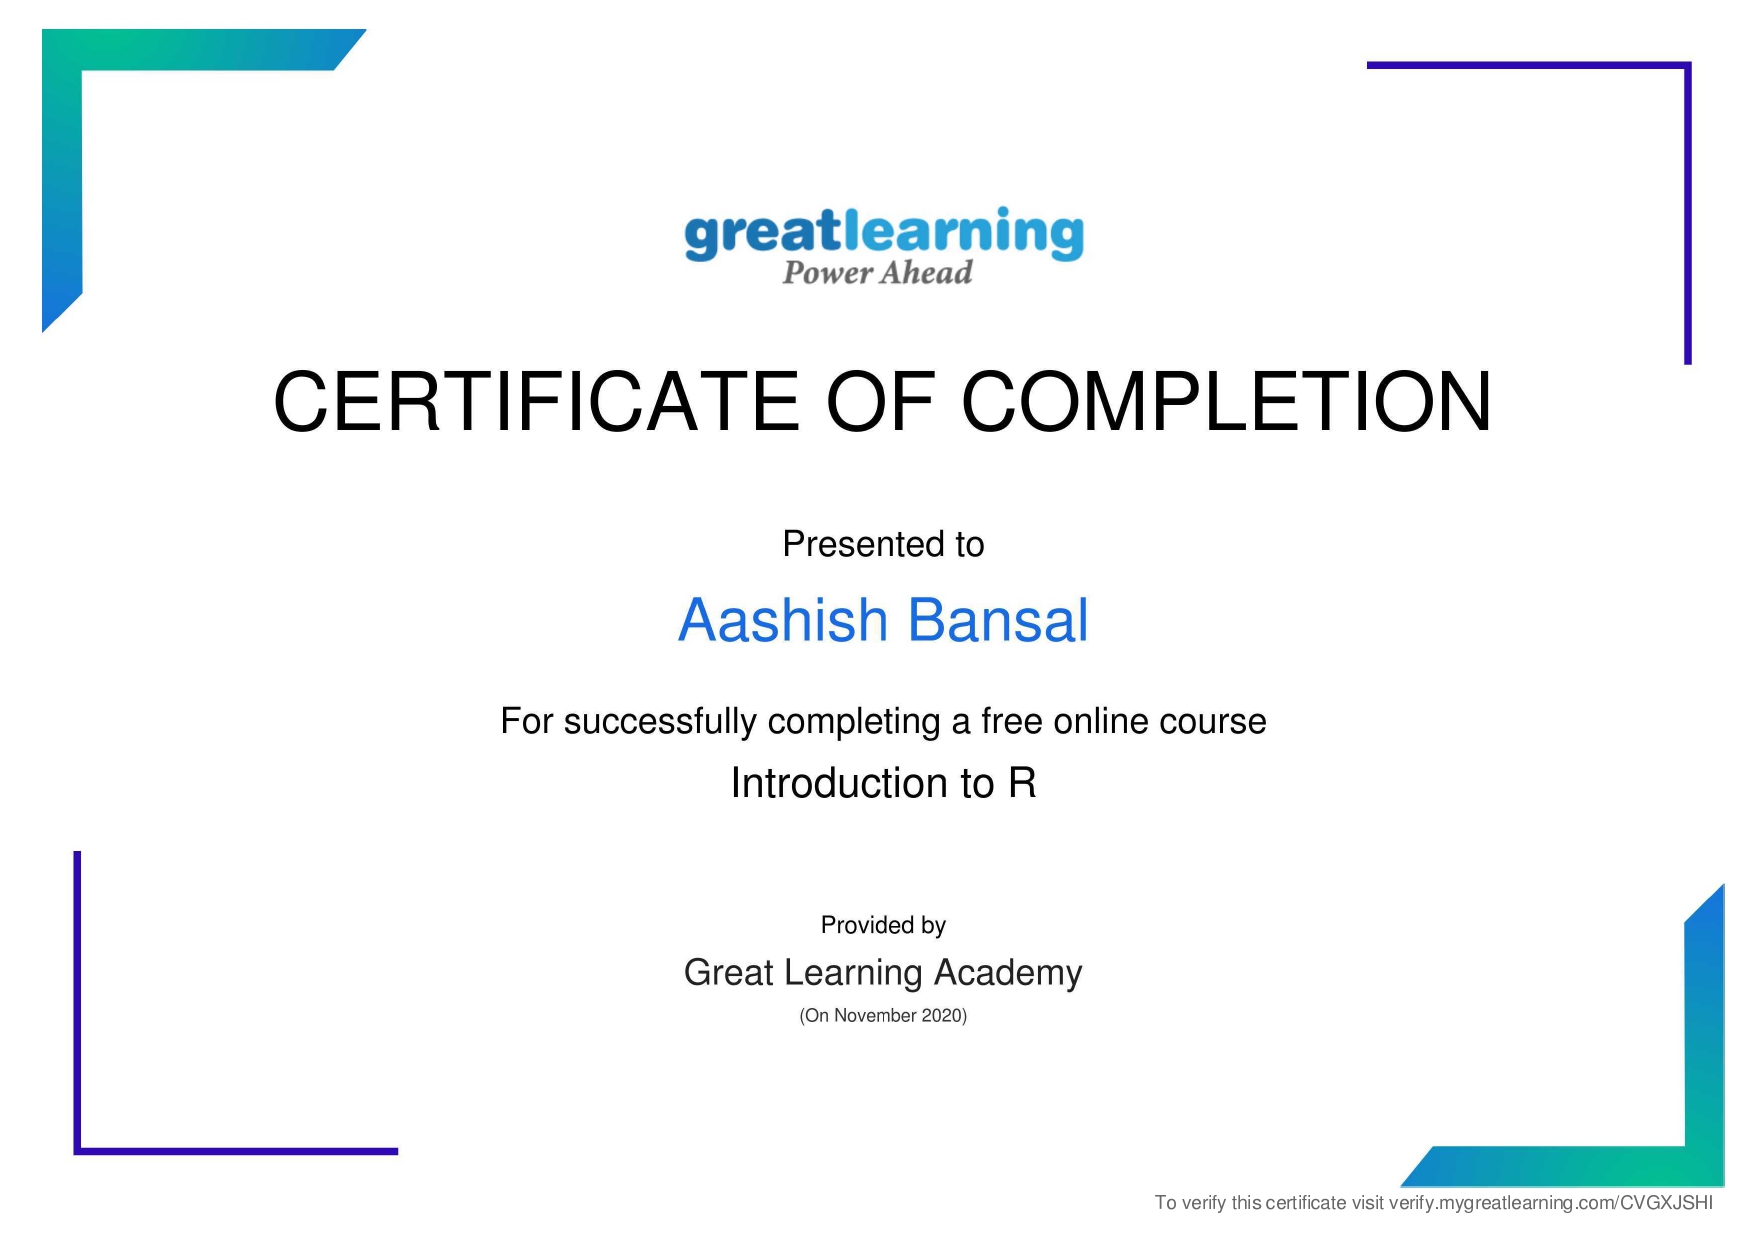 greatlearning
Power Ahead
CERTIFICATE OF COMPLETION
Presented to
Aashish Bansal
For successfully completing a free online course
Introduction to R
Provided by
Great Learning Academy
(On November 2020)
To verify this certificate visit verify.mygreatlearning.com/CVGXJSHI